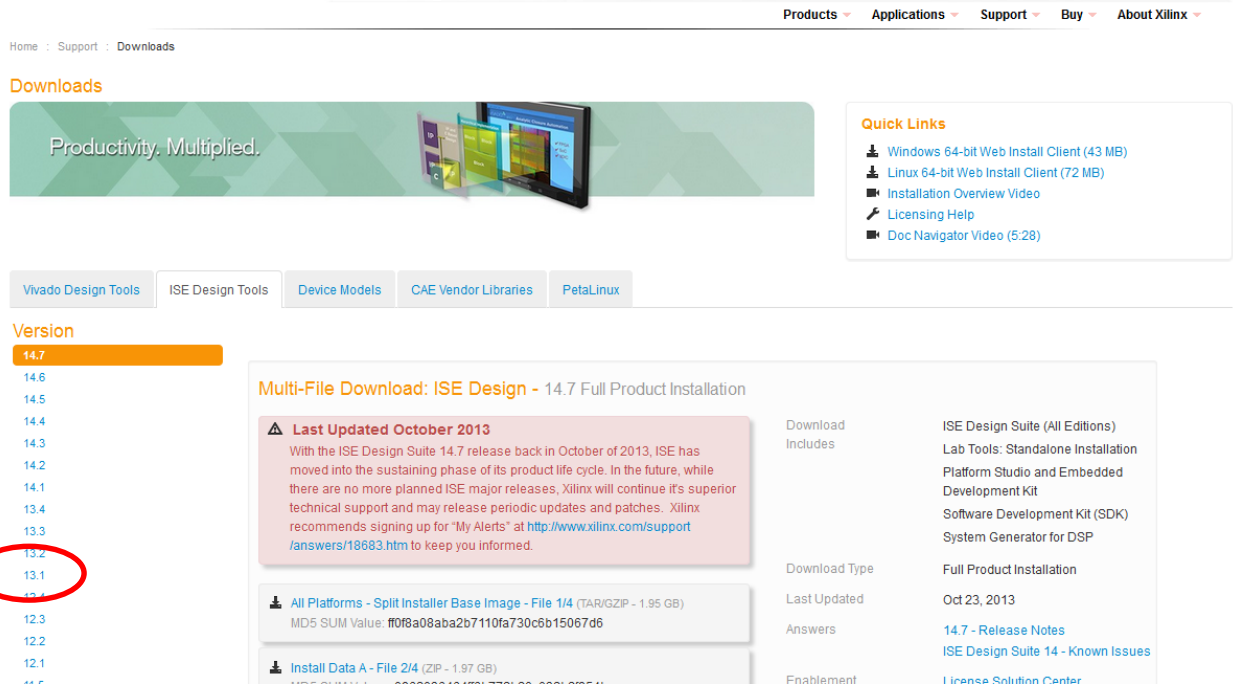 Products Applications Support Buy About Xilinx
Home : Support : Downloads
Downloads
Productivity. Multiplied.
Quick Links
Windows 64-bit Web Install Client (43 MB)
Linux 64-bit Web Install Client (72 MB)
Installation Overview Video
Licensing Help
Doc Navigator Video (5:28)
Vivado Design Tools ISE Design Tools Device Models CAE Vendor Libraries PetaLinux
Version
14.7
14.6
14.5
14.4
14.3
14.2
14.1
13.4
13.3
13.2
13.1
12.4
12.3
12.2
12.1
Multi-File Download: ISE Design - 14.7 Full Product Installation
Last Updated October 2013
With the ISE Design Suite 14.7 release back in October of 2013, ISE has
moved into the sustaining phase of its product life cycle. In the future, while
there are no more planned ISE major releases, Xilinx will continue it's superior
technical support and may release periodic updates and patches. Xilinx
recommends signing up for "My Alerts" at http://www.xilinx.com/support
/answers/18683.htm to keep you informed.
All Platforms - Split Installer Base Image - File 1/4 (TAR/GZIP - 1.95 GB)
MD5 SUM Value: ff0f8a08aba2b7110fa730c6b15067d6
Install Data A - File 2/4 (ZIP - 1.97 GB)
Download
Includes
ISE Design Suite (All Editions)
Lab Tools: Standalone Installation
Platform Studio and Embedded
Development Kit
Software Development Kit (SDK)
System Generator for DSP
Download Type Full Product Installation
Last Updated Oct 23, 2013
Answers 14.7 - Release Notes
ISE Design Suite 14 - Known Issues
Enablement License Solution Center